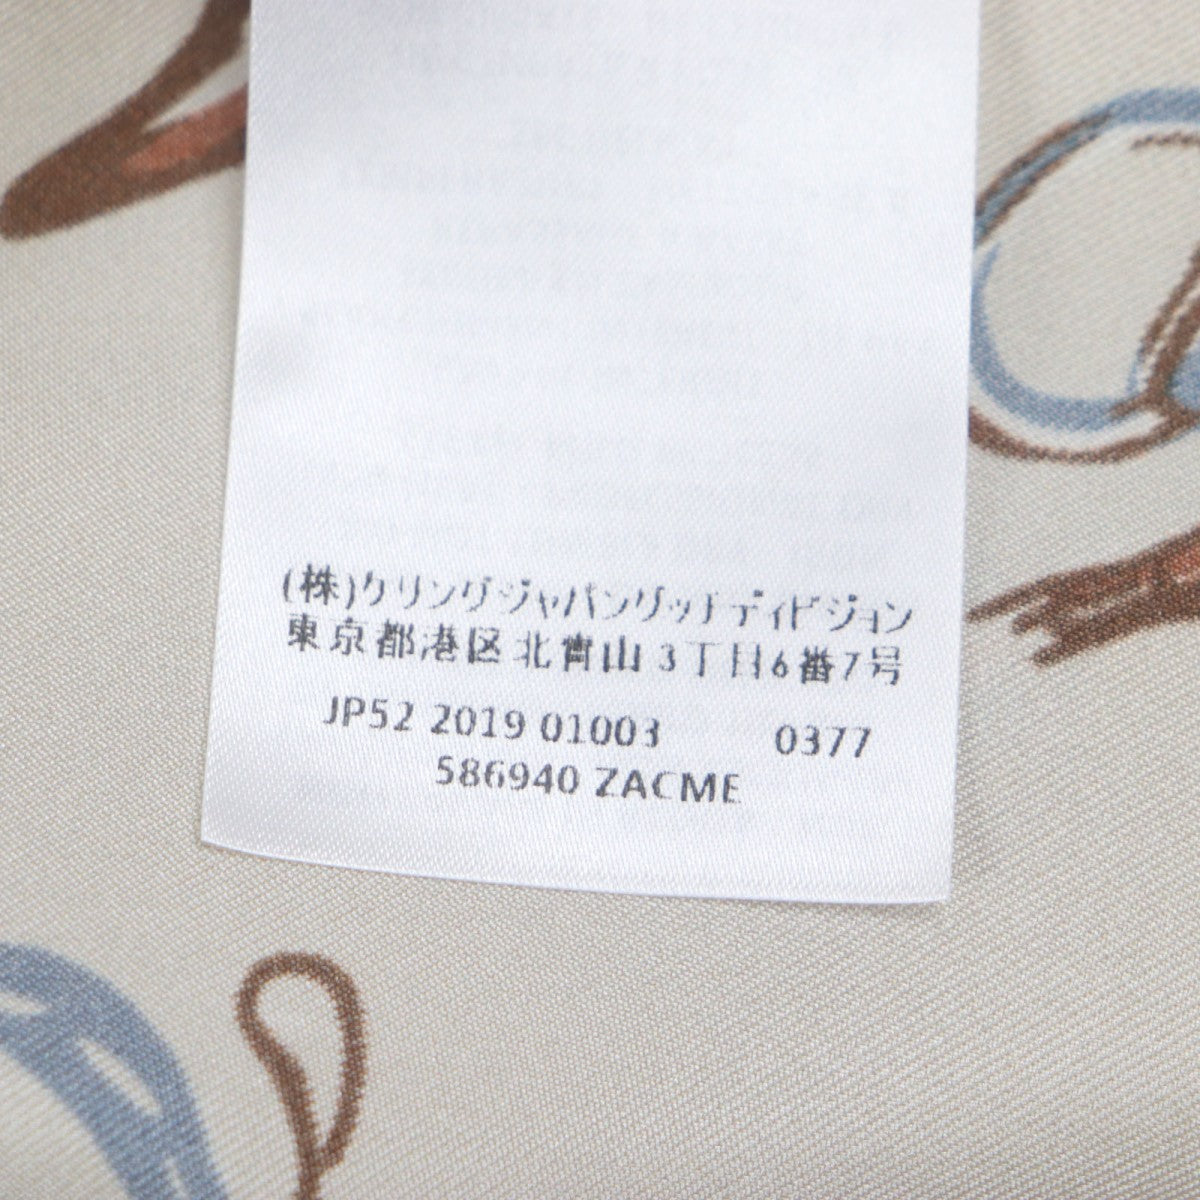 (株)ケリングジャパングッチディビジョン
東京都港区北青山3丁目6番7号
JP52 2019 01003 0377
586940 ZACME